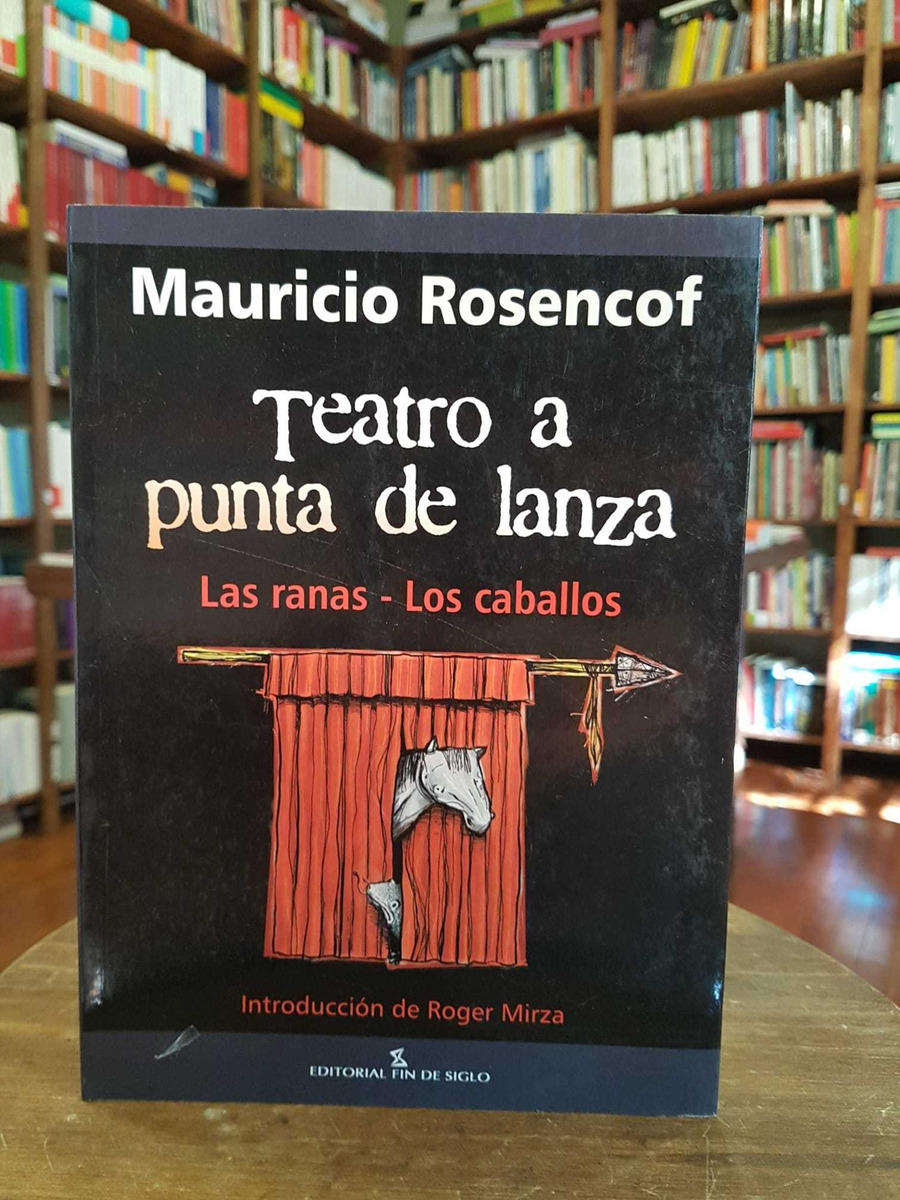 Mauricio Rosencof
Teatro a
punta de lanza
Las ranas - Los caballos
Introducción de Roger Mirza
EDITORIAL FIN DE SIGLO